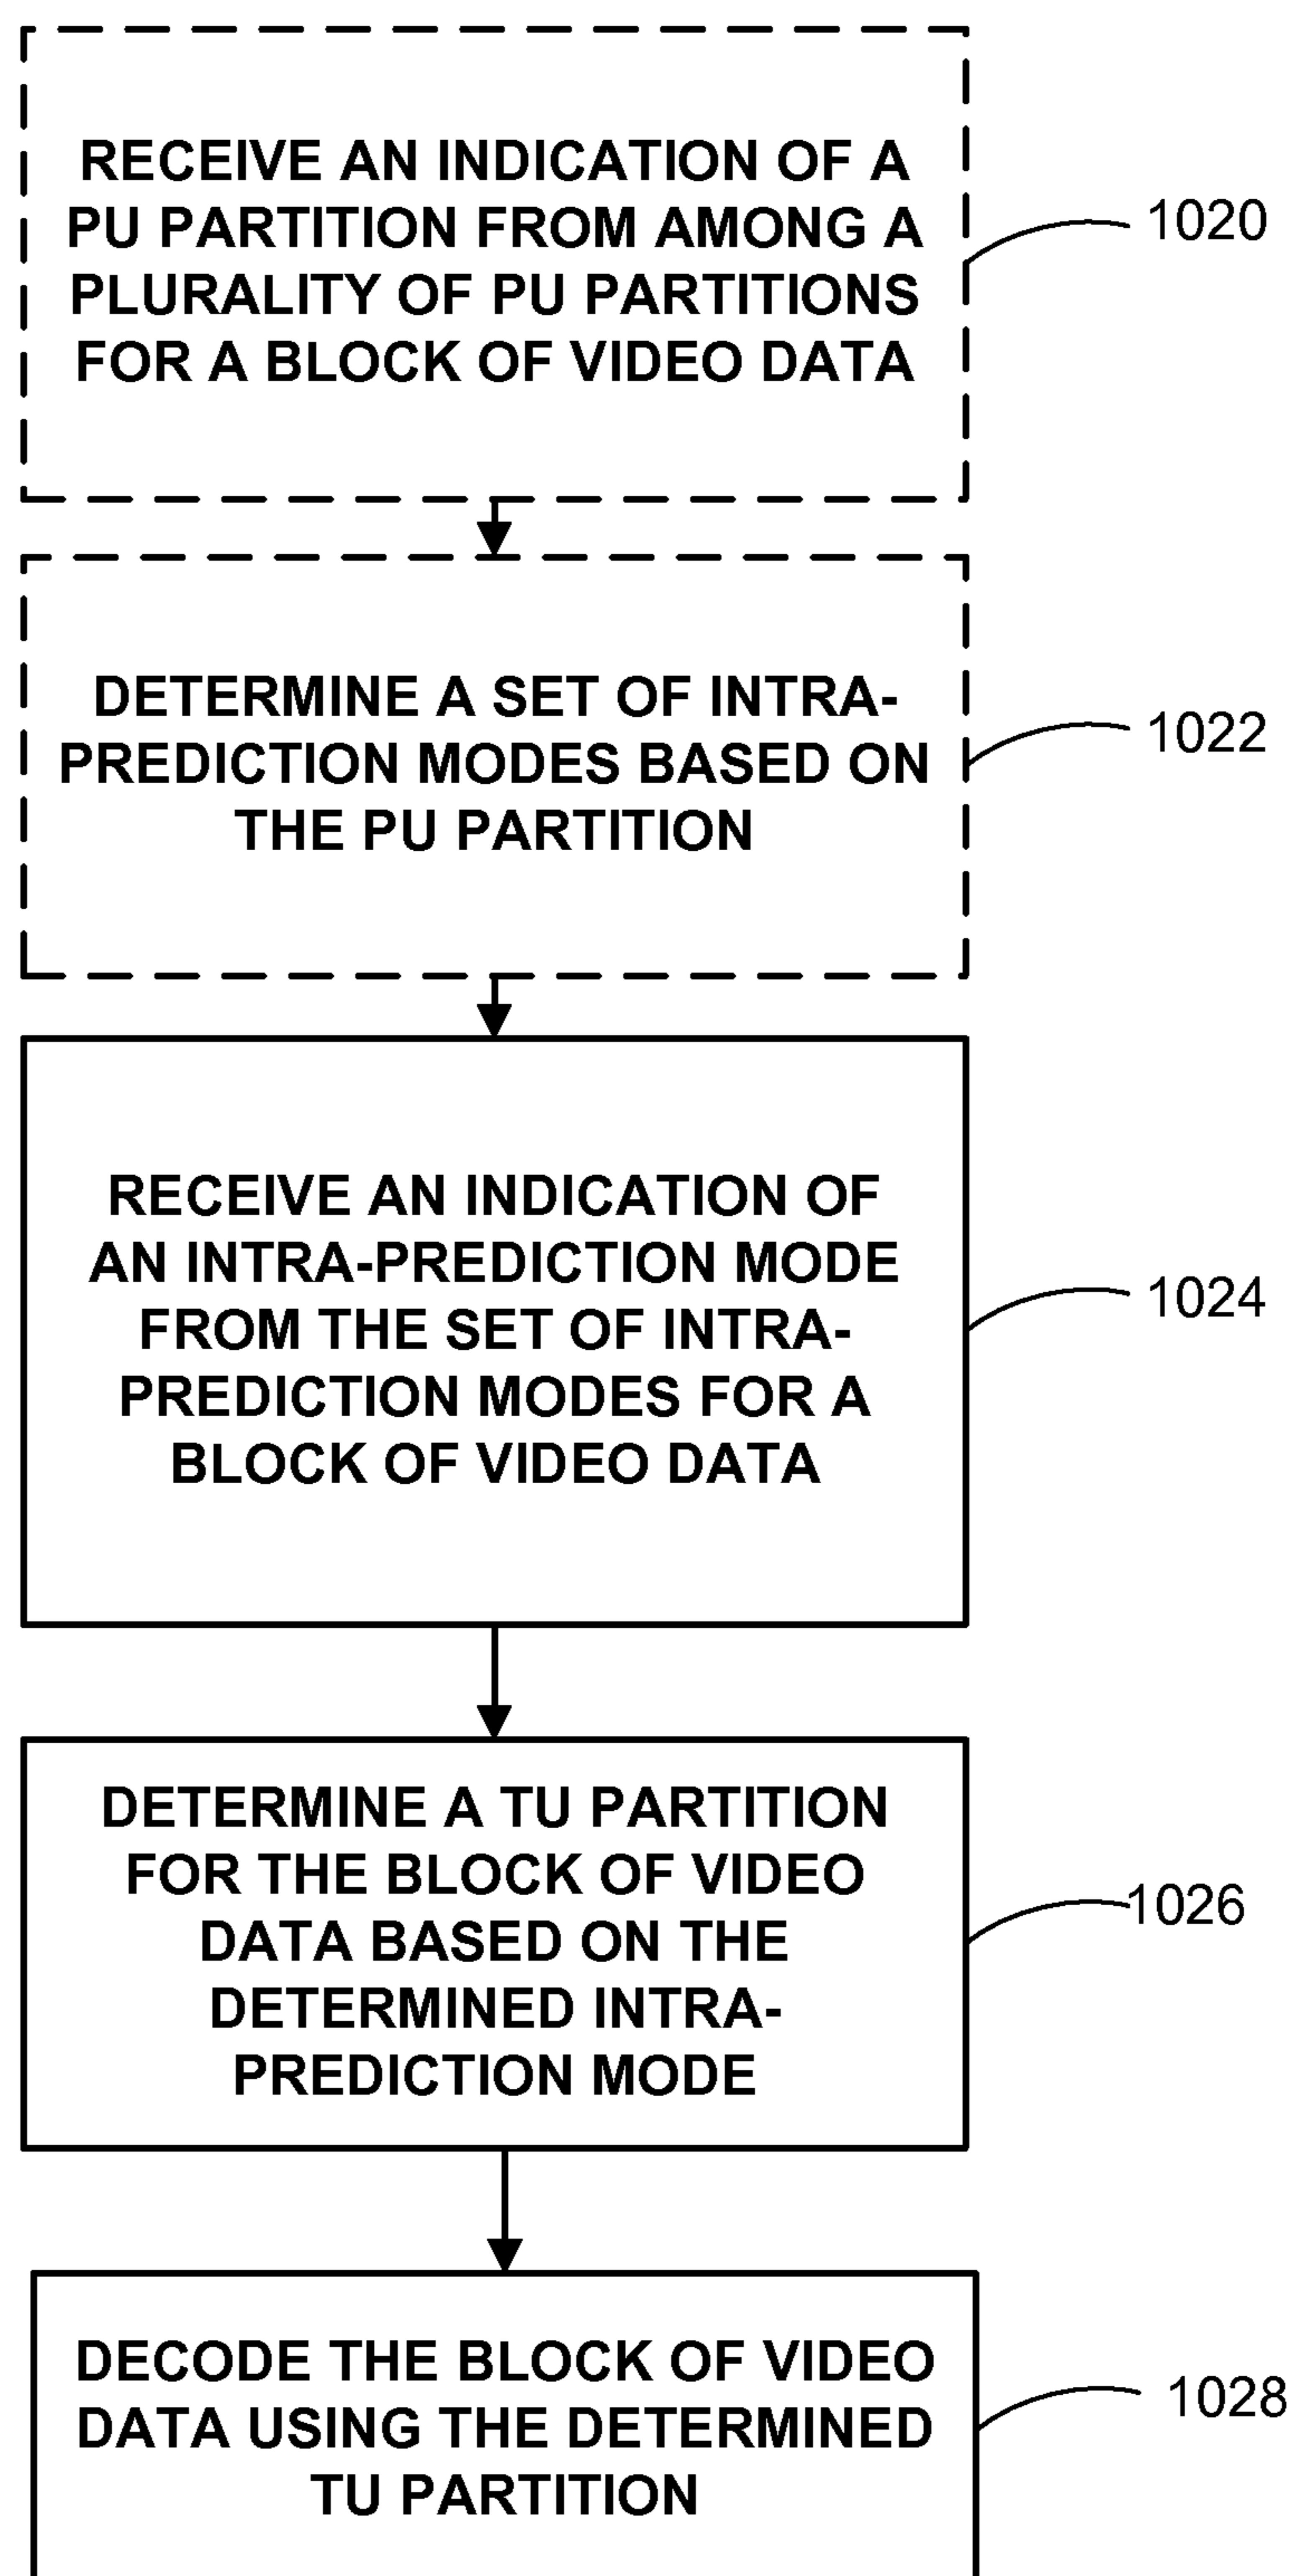 RECEIVE AN INDICATION OF A
PU PARTITION FROM AMONG A
PLURALITY OF PU PARTITIONS
FOR A BLOCK OF VIDEO DATA
1020
DETERMINE A SET OF INTRA-
PREDICTION MODES BASED ON
THE PU PARTITION
1022
RECEIVE AN INDICATION OF
AN INTRA-PREDICTION MODE
FROM THE SET OF INTRA-
PREDICTION MODES FOR A
BLOCK OF VIDEO DATA
1024
DETERMINE A TU PARTITION
FOR THE BLOCK OF VIDEO
DATA BASED ON THE
DETERMINED INTRA-
PREDICTION MODE
1026
DECODE THE BLOCK OF VIDEO
DATA USING THE DETERMINED
TU PARTITION
1028